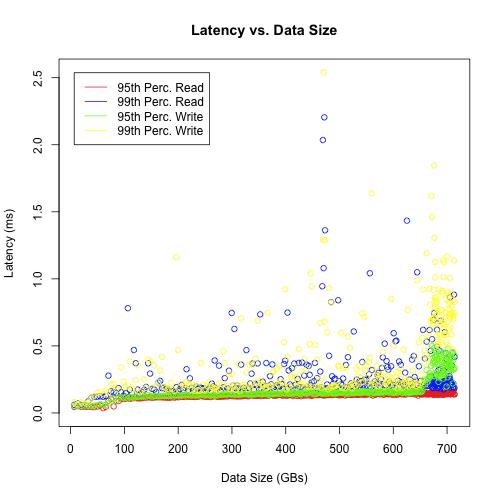 Latency vs. Data Size
95th Perc. Read
99th Perc. Read
95th Perc. Write
99th Perc. Write
Latency (ms)
2.5
2.0
1.5
1.0
0.5
0.0
0 100 200 300 400 500 600 700
Data Size (GBs)